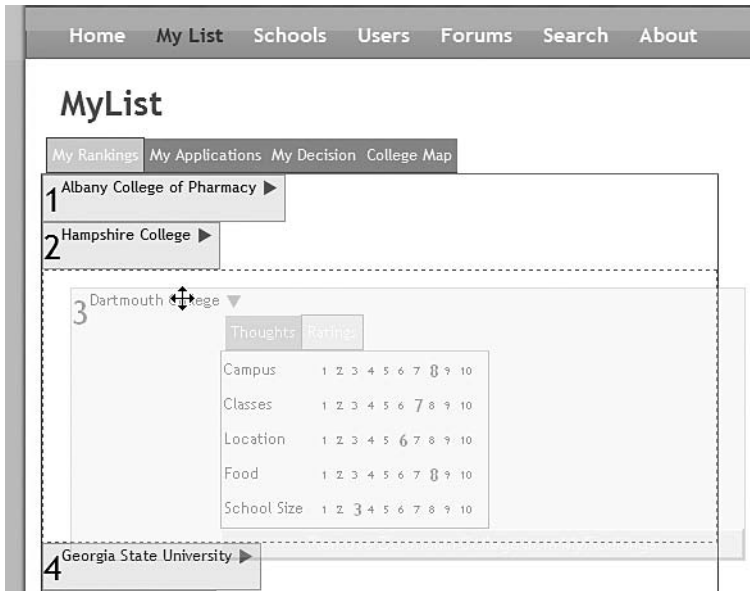 Home My List Schools Users Forums Search About
MyList
My Rankings My Applications My Decision College Map
1 Albany College of Pharmacy
2 Hampshire College
3 Dartmouth
Thoughts Ratings
Campus 1 2 3 4 5 6 7 8 9 10
Classes 1 2 3 4 5 6 7 8 9 10
Location 1 2 3 4 5 6 7 8 9 10
Food 1 2 3 4 5 6 7 8 9 10
School Size 1 2 3 4 5 6 7 8 9 10
4 Georgia State University